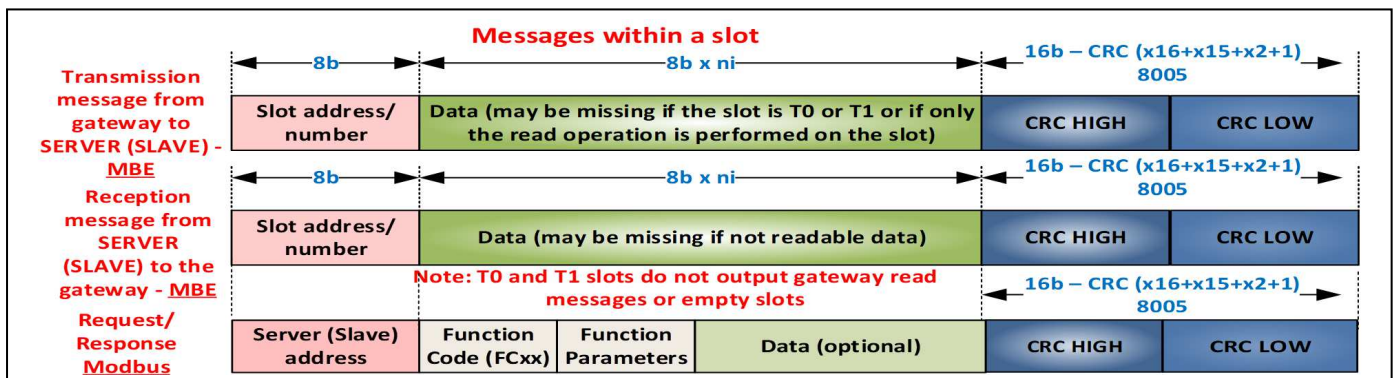 Messages within a slot
Transmission
message from
gateway to
SERVER (SLAVE) -
MBE
8b
8b x ni
16b – CRC (x16+x15+x2+1)
8005
Slot address/
number
Data (may be missing if the slot is T0 or T1 or if only
the read operation is performed on the slot)
CRC HIGH
CRC LOW
Reception
message from
SERVER
(SLAVE) to the
gateway - MBE
8b
8b x ni
16b – CRC (x16+x15+x2+1)
8005
Slot address/
number
Data (may be missing if not readable data)
CRC HIGH
CRC LOW
Note: T0 and T1 slots do not output gateway read
messages or empty slots
16b – CRC (x16+x15+x2+1)
8005
Request/
Response
Modbus
Server (Slave)
address
Function
Code (FCxx)
Function
Parameters
Data (optional)
CRC HIGH
CRC LOW